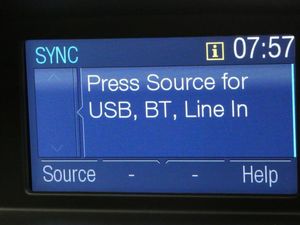 SYNC i 07:57
Press Source for
USB, BT, Line In
Source - - Help